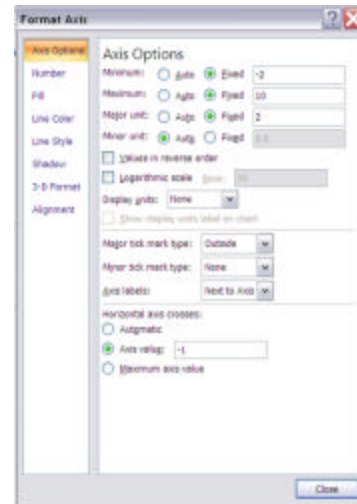 Format Axis
Axis Options
Number
Fill
Line Color
Line Style
Shadow
3-D Format
Alignment
Axis Options
Minimum: Auto Fixed -2
Maximum: Auto Fixed 10
Major unit: Auto Fixed 2
Minor unit: Auto Fixed
Values in reverse order
Logarithmic scale
Display units: None
Show display units label on chart
Major tick mark type: Outside
Minor tick mark type: None
Axis labels: Next to Axis
Horizontal axis crosses:
Automatic
Axis value: -1
Maximum axis value
Close